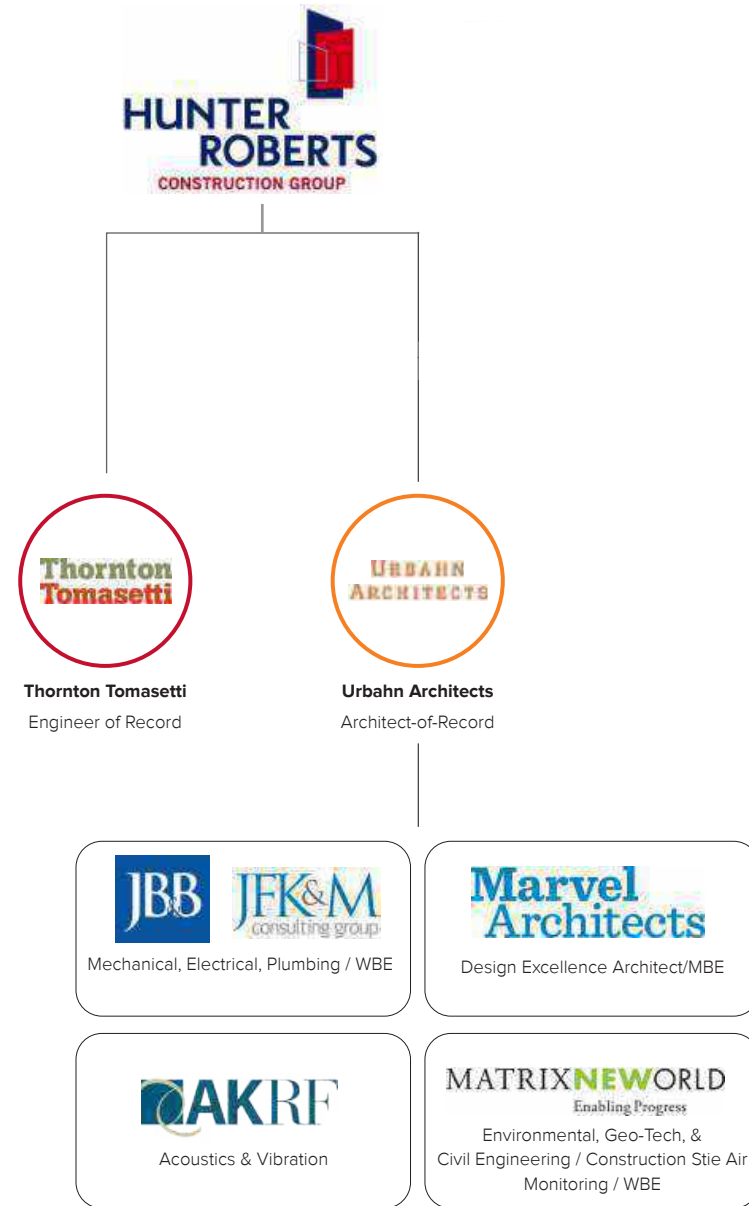 HUNTER
ROBERTS
CONSTRUCTION GROUP
Thornton
Tomasetti
URBAHN
ARCHITECTS
Thornton Tomasetti
Engineer of Record
Urbahn Architects
Architect-of-Record
JB&B
JFK&M
consulting group
Mechanical, Electrical, Plumbing / WBE
Marvel
Architects
Design Excellence Architect/MBE
AKRF
Acoustics & Vibration
MATRIXNEWORLD
Enabling Progress
Environmental, Geo-Tech, &
Civil Engineering / Construction Stie Air
Monitoring / WBE